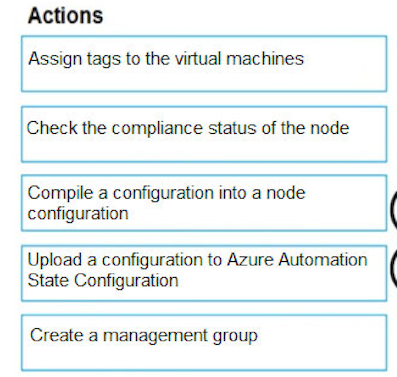 Actions
Assign tags to the virtual machines
Check the compliance status of the node
Compile a configuration into a node
configuration
Upload a configuration to Azure Automation
State Configuration
Create a management group